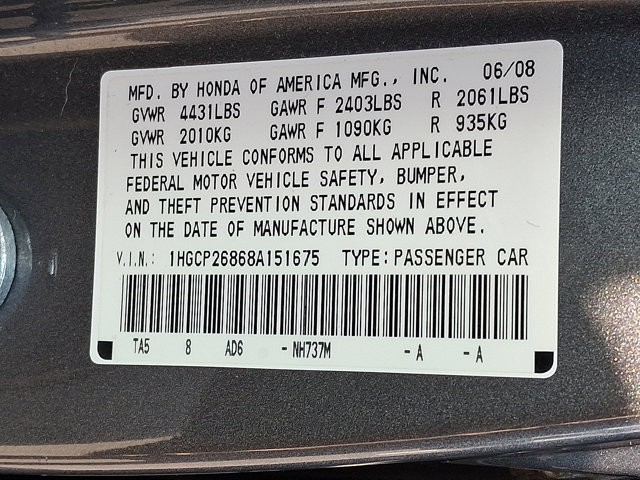 MFD. BY HONDA OF AMERICA MFG., INC. 06/08
GVWR 4431LBS GAWR F 2403LBS R 2061LBS
GVWR 2010KG GAWR F 1090KG R 935KG
THIS VEHICLE CONFORMS TO ALL APPLICABLE
FEDERAL MOTOR VEHICLE SAFETY, BUMPER,
AND THEFT PREVENTION STANDARDS IN EFFECT
ON THE DATE OF MANUFACTURE SHOWN ABOVE.
V.I.N.: 1HGCP26868A151675 TYPE: PASSENGER CAR
TA5 8 AD6 - NH737M - A - A